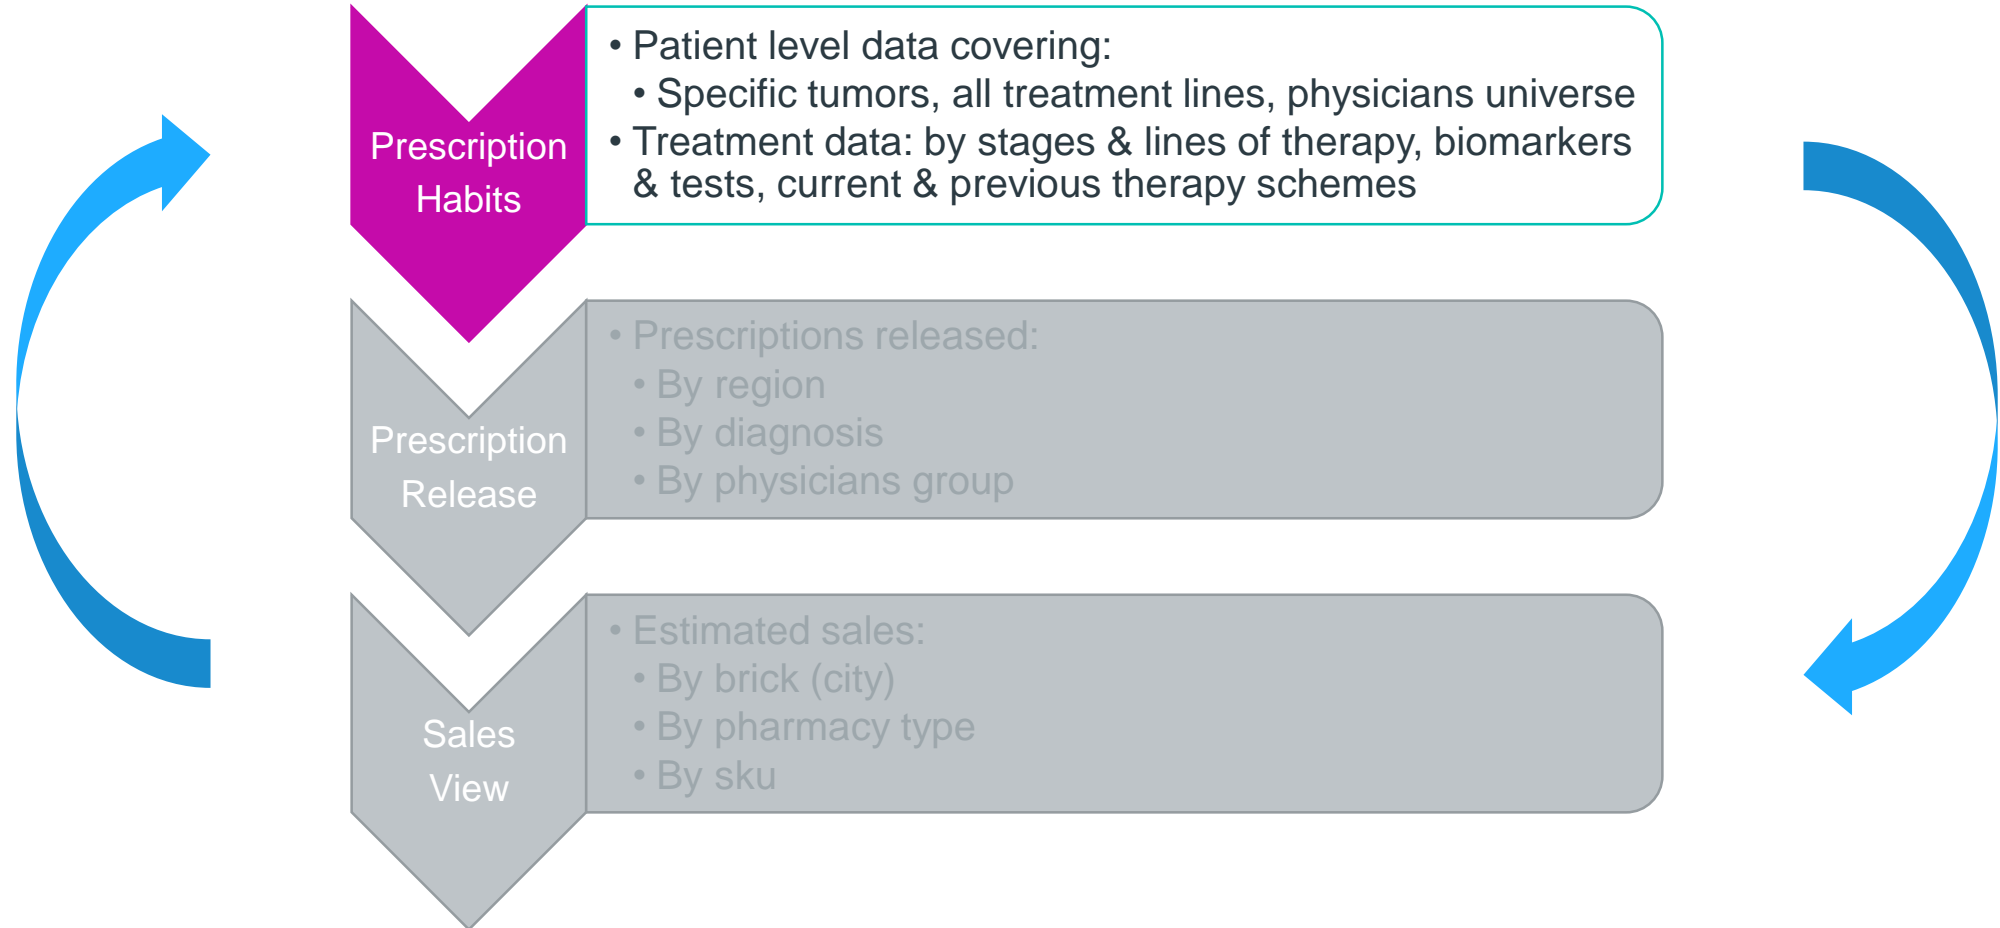 Prescription
Habits
• Patient level data covering:
• Specific tumors, all treatment lines, physicians universe
• Treatment data: by stages & lines of therapy, biomarkers
& tests, current & previous therapy schemes
Prescription
Release
• Prescriptions released:
• By region
• By diagnosis
• By physicians group
Sales
View
• Estimated sales:
• By brick (city)
• By pharmacy type
• By sku